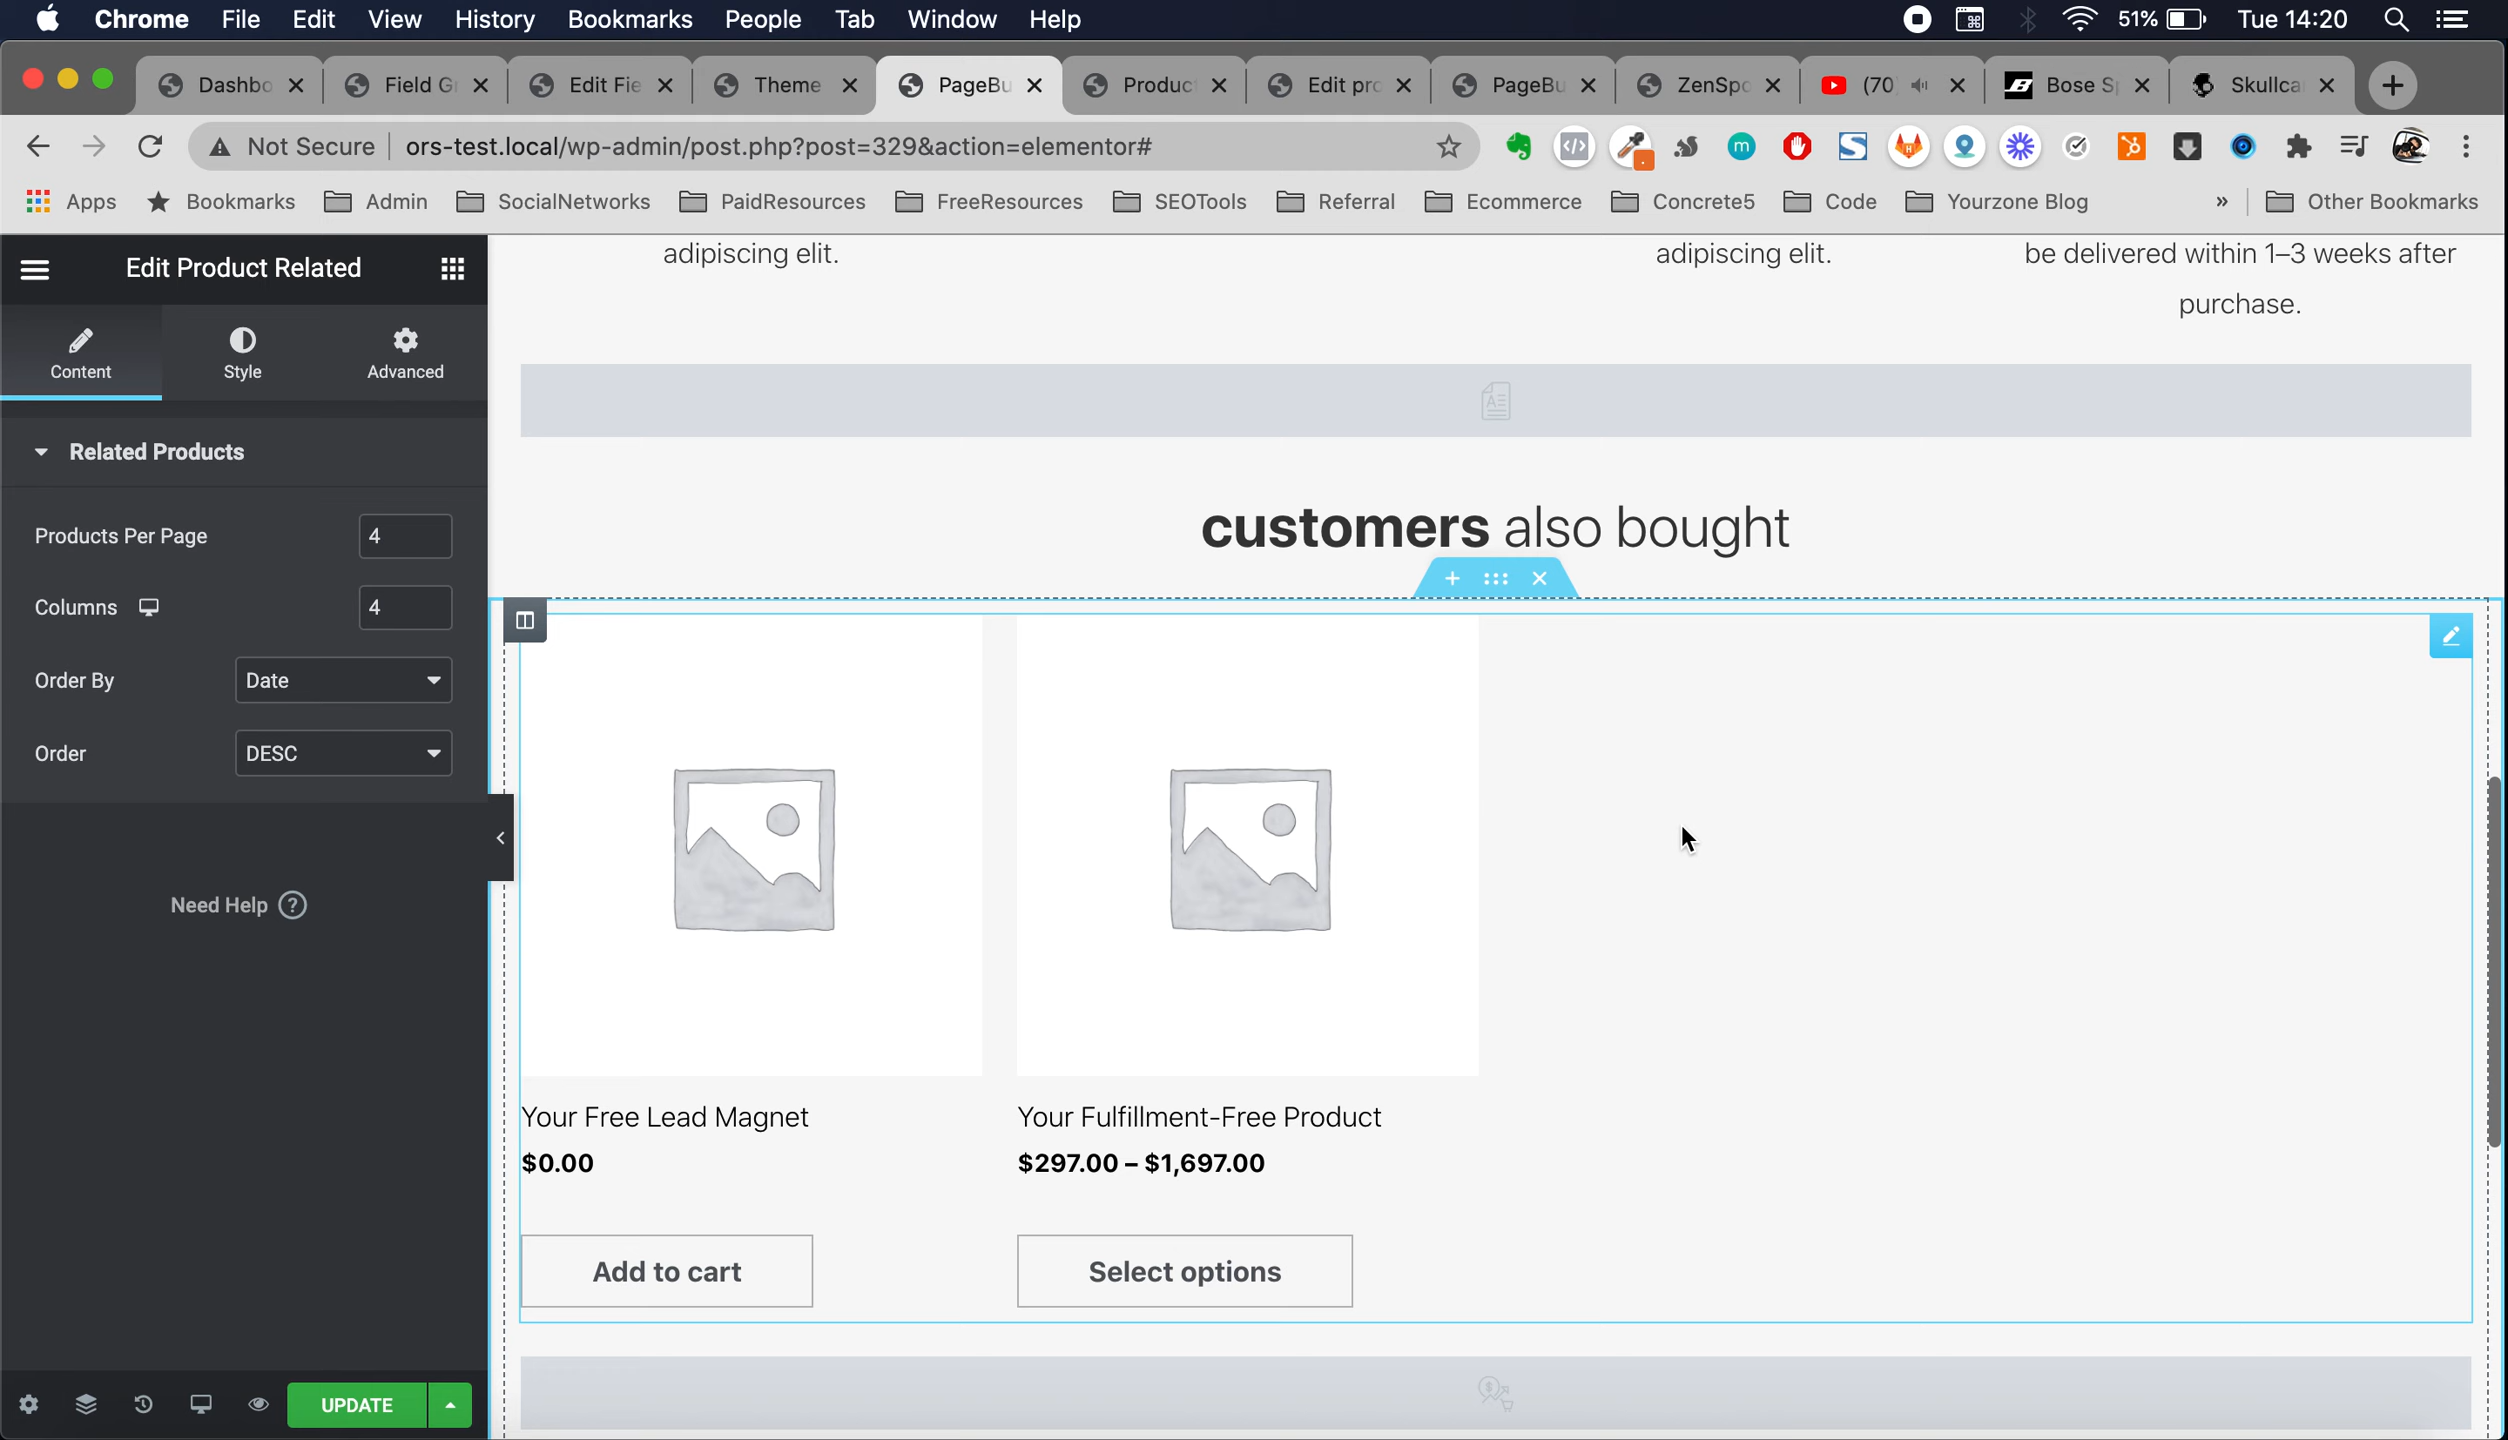 Chrome File Edit View History Bookmarks People Tab Window Help 51% Tue 14:20
Dashbo Field G Edit Fie Theme PageBu Product Edit pro PageBu ZenSpo (70 Bose S Skullca
Not Secure ors-test.local/wp-admin/post.php?post=329&action=elementor#
Apps Bookmarks Admin SocialNetworks PaidResources FreeResources SEOTools Referral Ecommerce Concrete5 Code Yourzone Blog » Other Bookmarks
Edit Product Related
Content Style Advanced
Related Products
Products Per Page 4
Columns 4
Order By Date
Order DESC
Need Help ?
UPDATE
adipiscing elit.
adipiscing elit.
be delivered within 1–3 weeks after
purchase.
customers also bought
Your Free Lead Magnet
$0.00
Add to cart
Your Fulfillment-Free Product
$297.00 – $1,697.00
Select options